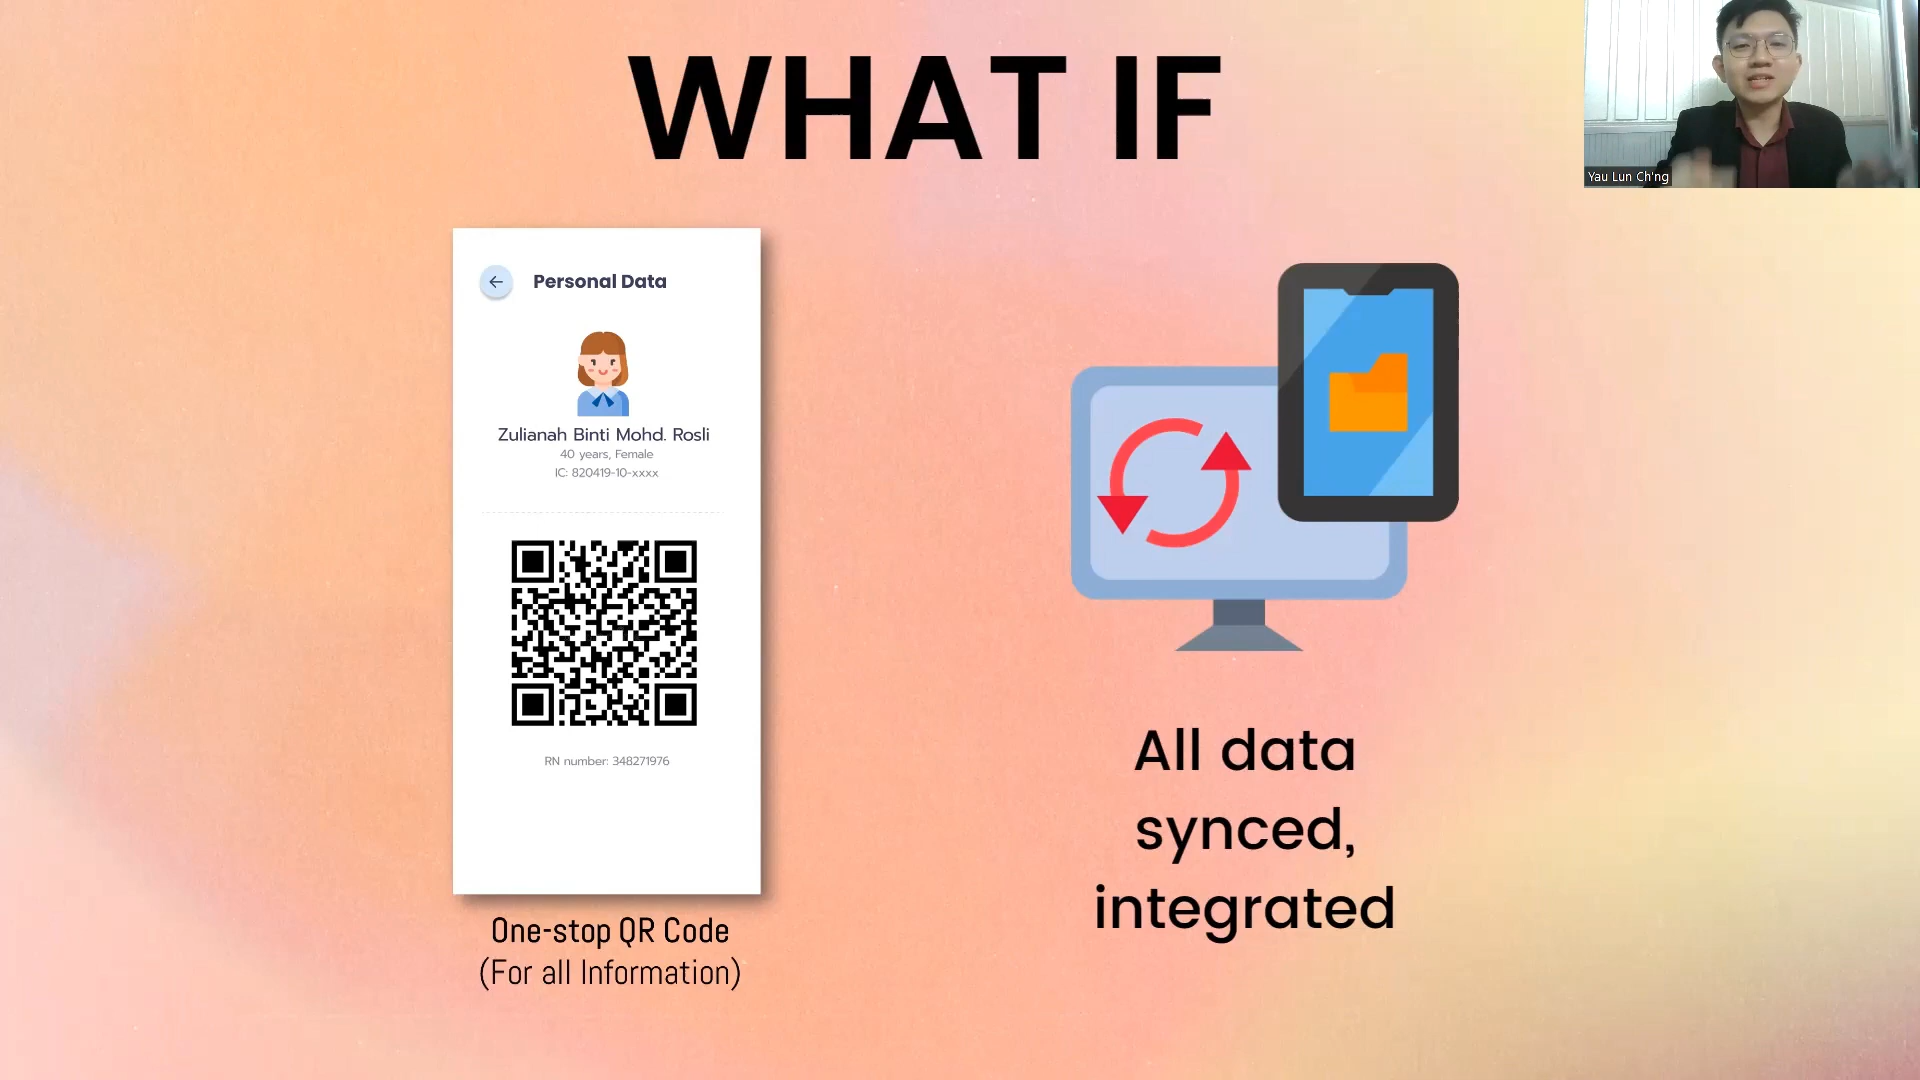 WHAT IF
Yau Lun Ch'ng
Personal Data
Zulianah Binti Mohd. Rosli
40 years, Female
IC: 820419-10-xxxx
RN number: 348271976
One-stop QR Code
(For all Information)
All data
synced,
integrated